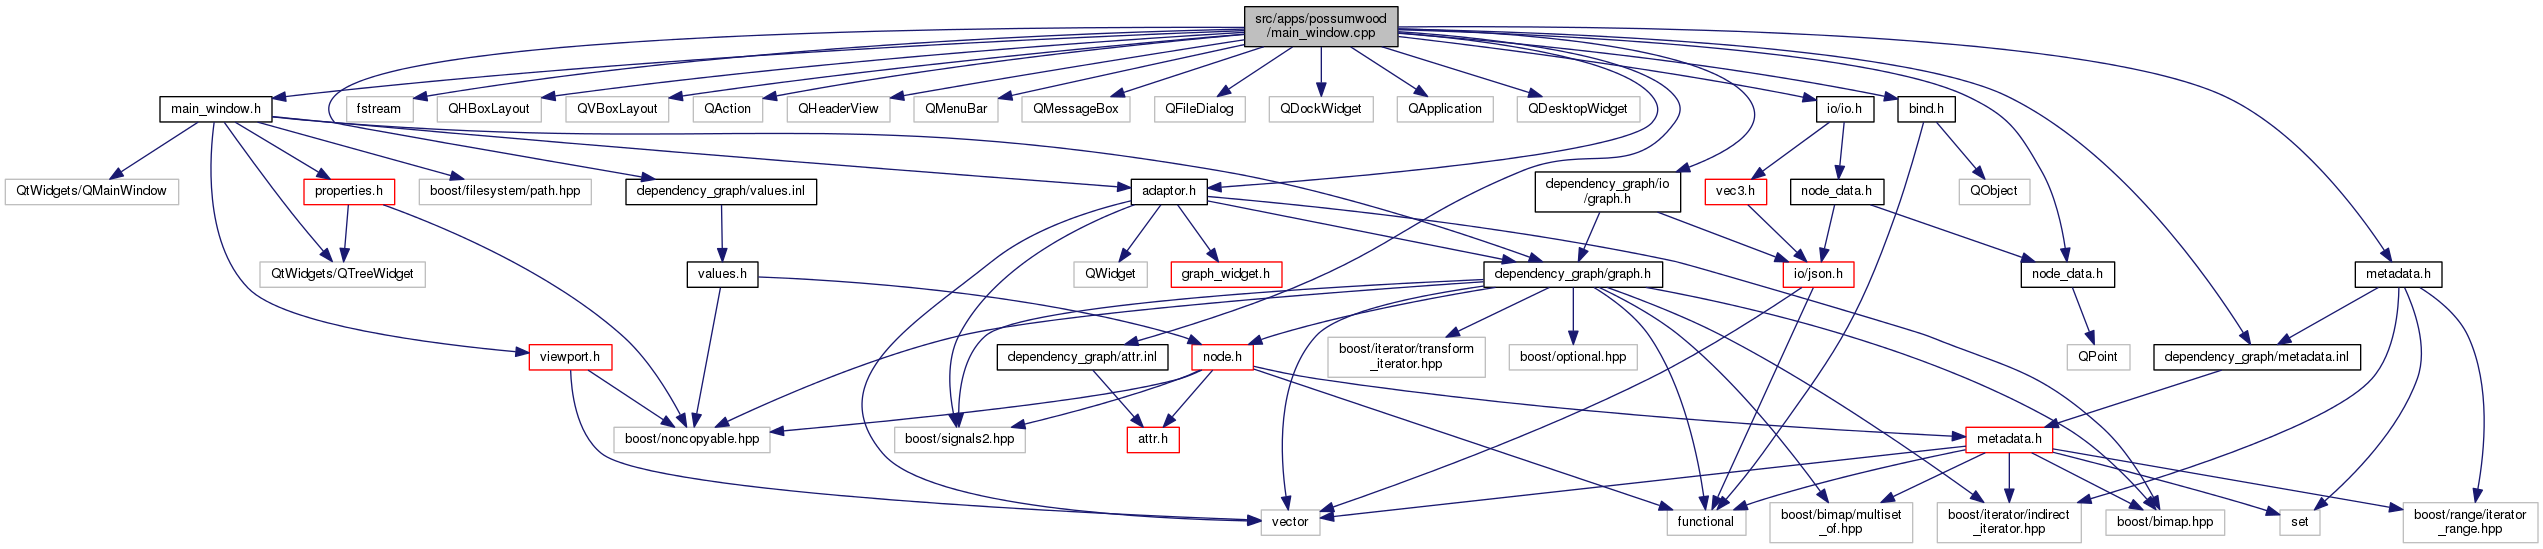 src/apps/possumwood
/main_window.cpp
main_window.h
fstream
QHBoxLayout
QVBoxLayout
QAction
QHeaderView
QMenuBar
QMessageBox
QFileDialog
QDockWidget
QApplication
QDesktopWidget
io/io.h
bind.h
QtWidgets/QMainWindow
properties.h
boost/filesystem/path.hpp
dependency_graph/values.inl
adaptor.h
dependency_graph/io
/graph.h
vec3.h
node_data.h
QObject
QtWidgets/QTreeWidget
values.h
QWidget
graph_widget.h
dependency_graph/graph.h
io/json.h
node_data.h
metadata.h
viewport.h
dependency_graph/attr.inl
node.h
boost/iterator/transform
_iterator.hpp
boost/optional.hpp
QPoint
dependency_graph/metadata.inl
boost/noncopyable.hpp
boost/signals2.hpp
attr.h
metadata.h
vector
functional
boost/bimap/multiset
_of.hpp
boost/iterator/indirect
_iterator.hpp
boost/bimap.hpp
set
boost/range/iterator
_range.hpp